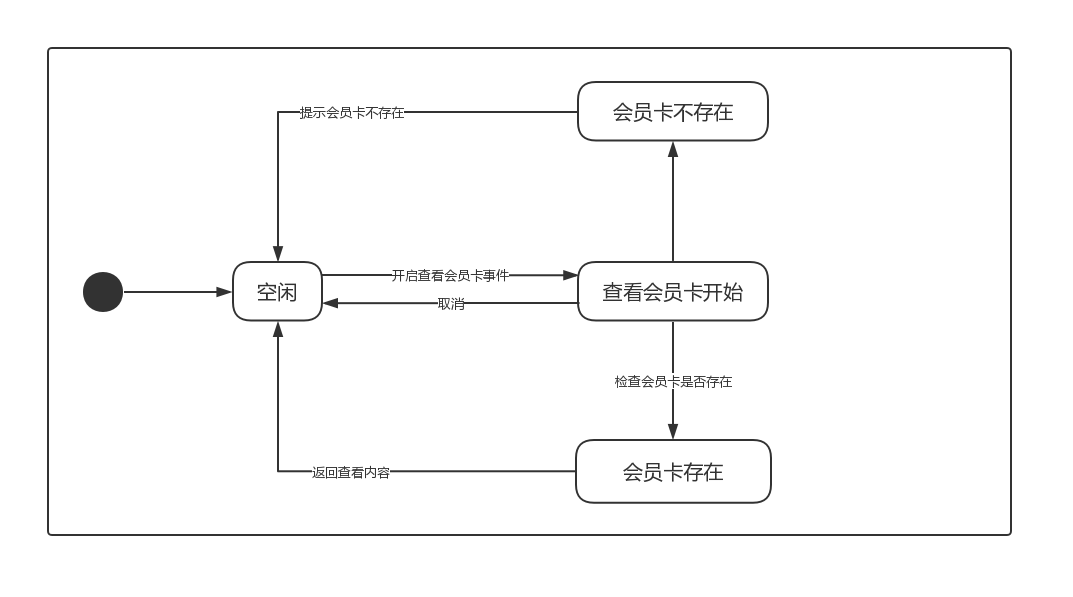 会员卡不存在
提示会员卡不存在
开启查看会员卡事件
空闲
查看会员卡开始
取消
检查会员卡是否存在
会员卡存在
返回查看内容